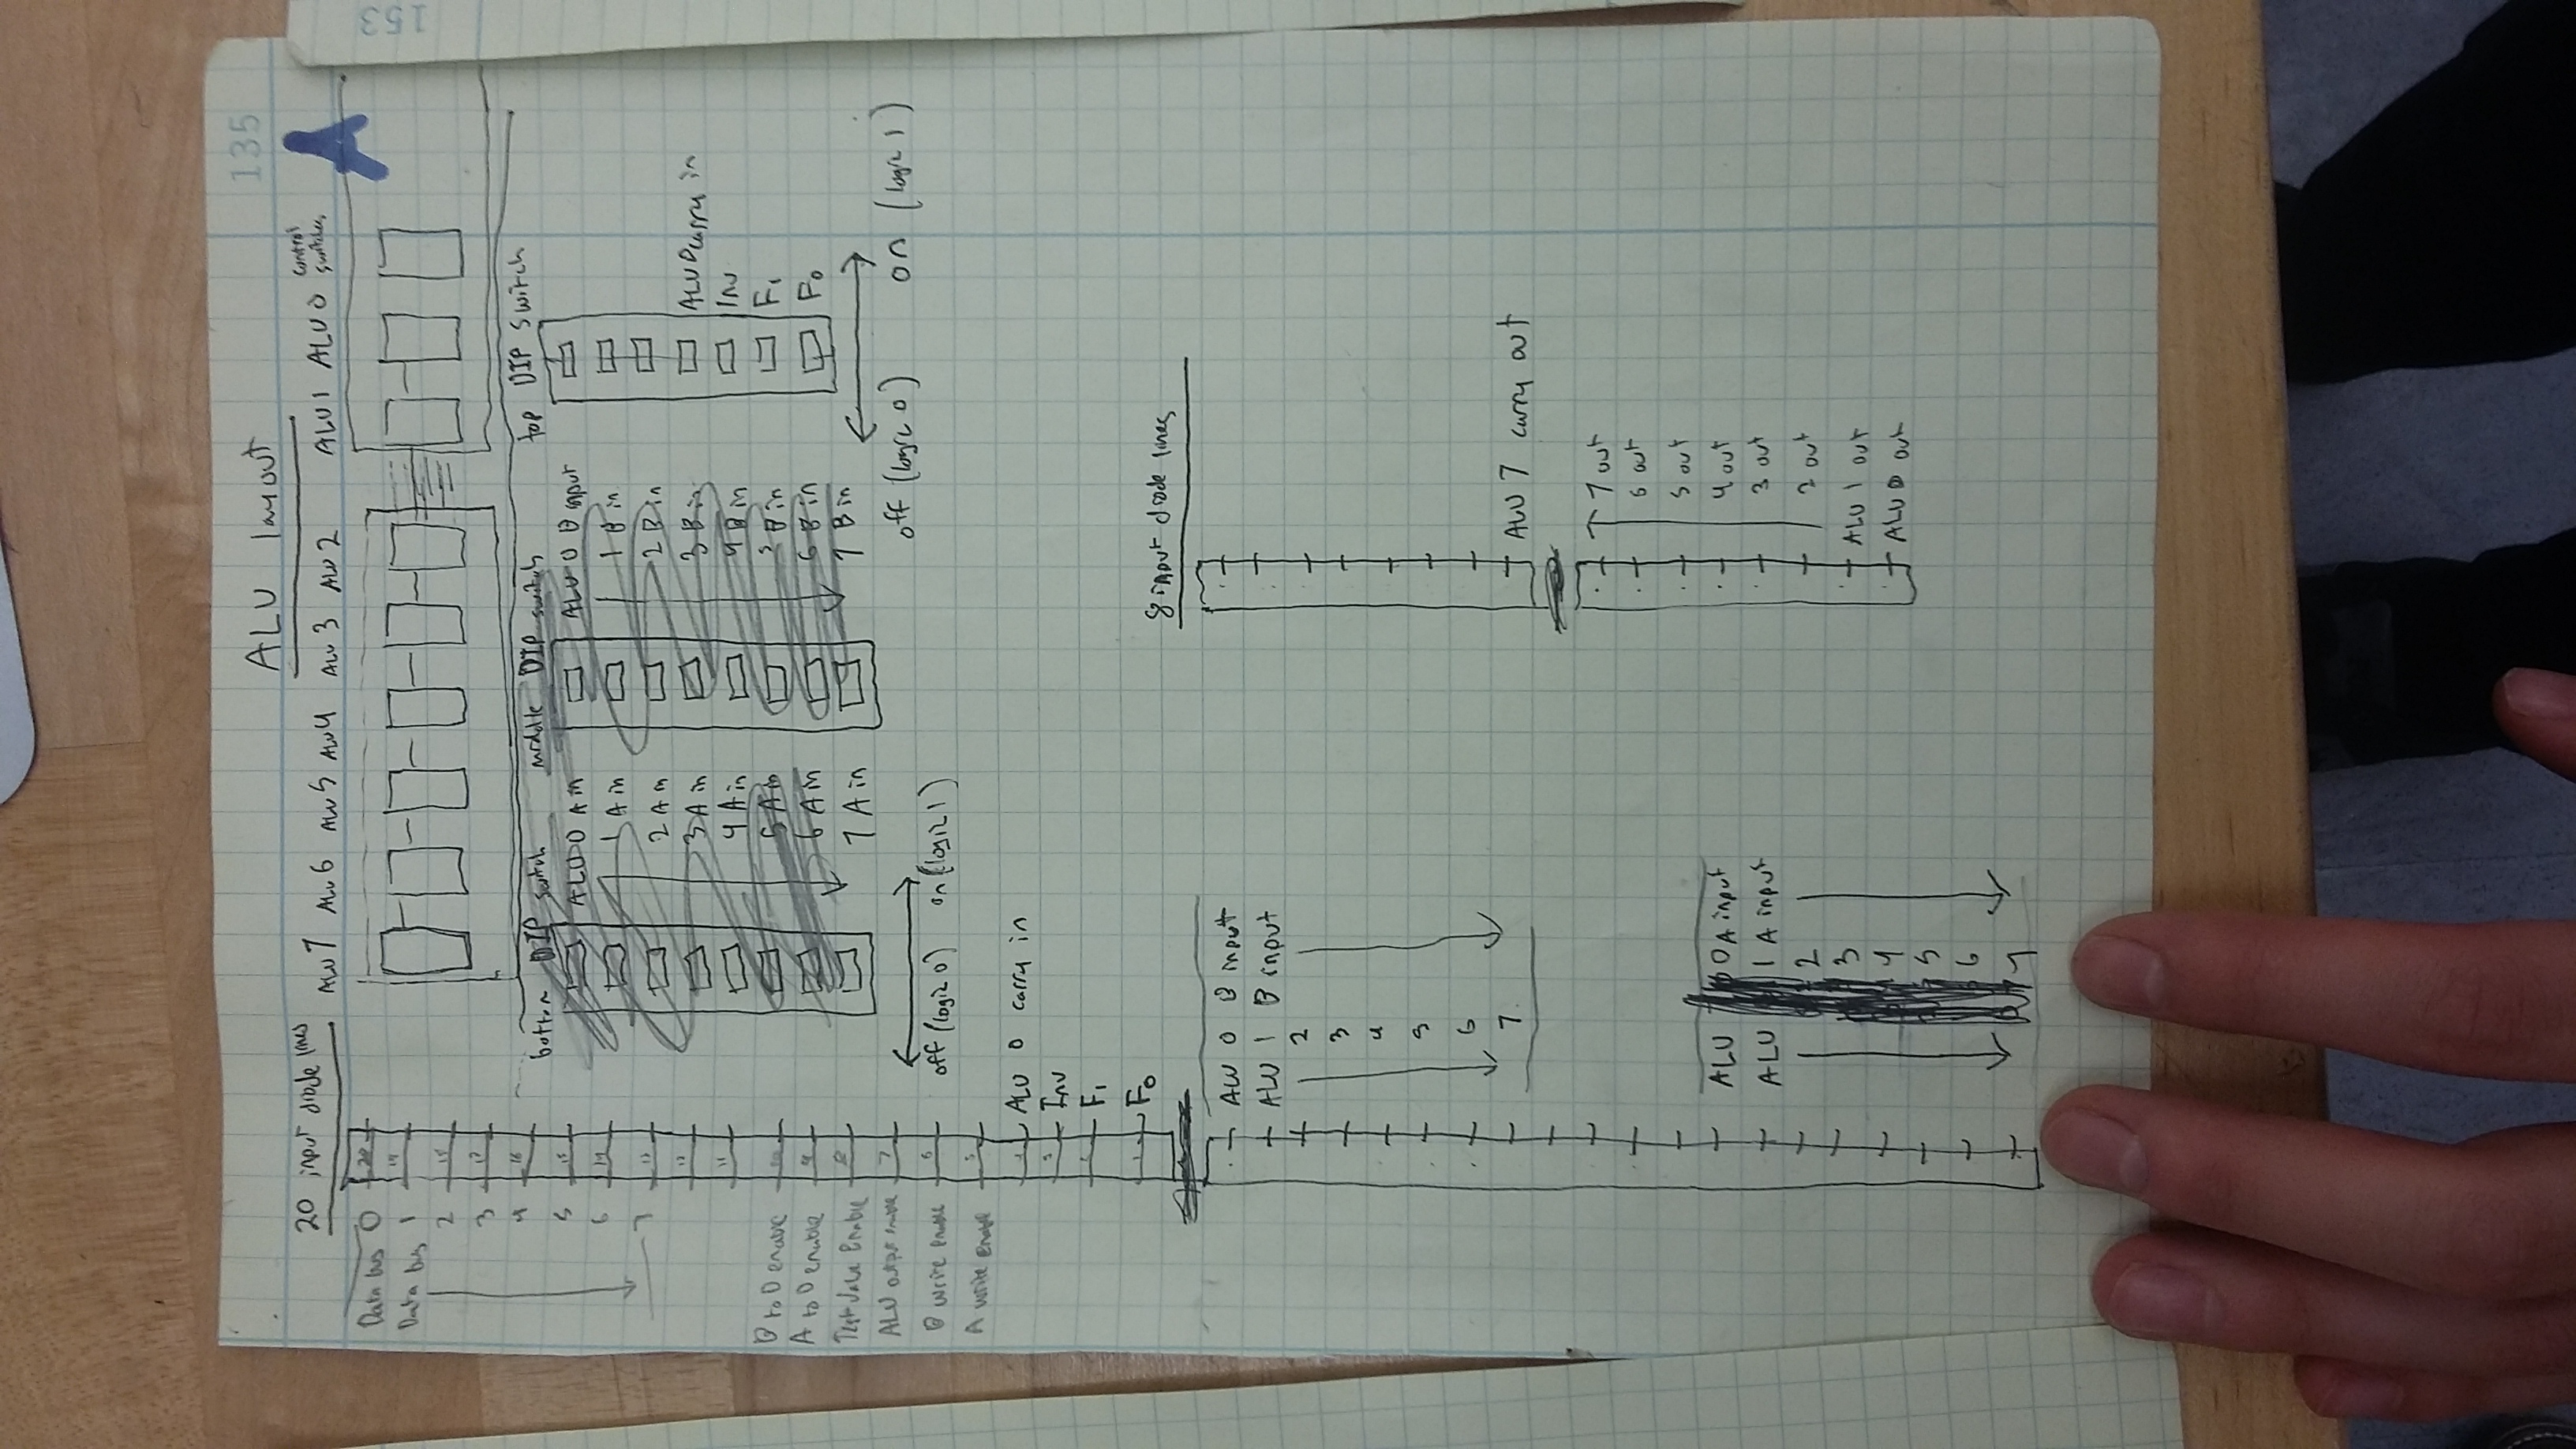 135
ALU layout
A
20 input diode lines
ALU 7 ALU 6 ALU 5 ALU 4 ALU 3 ALU 2 ALU 1 ALU 0 control switches
153
Data bus 0 20
Data bus 1 19
2 18
3 17
4 16
5 15
6 14
7 13
12
11
B to D enable 10
A to D enable 9
Test Value Enable 8
ALU output enable 7
B write enable 6
A write enable 5
4 ALU 0 carry in
3 Inv
2 F1
1 F0
bottom DIP switch
ALU 0 A in
1 A in
2 A in
3 A in
4 A in
5 A in
6 A in
7 A in
off (logic 0) on (logic 1)
middle DIP switch
ALU 0 B input
1 B in
2 B in
3 B in
4 B in
5 B in
6 B in
7 B in
top DIP switch
ALU 0 carry in
Inv
F1
F0
off (logic 0) on (logic 1)
ALU 0 B input
ALU 1 B input
2
3
4
5
6
7
ALU 0 A input
ALU 1 A input
2
3
4
5
6
7
8 input diode lines
ALU 7 carry out
7 out
6 out
5 out
4 out
3 out
2 out
ALU 1 out
ALU 0 out